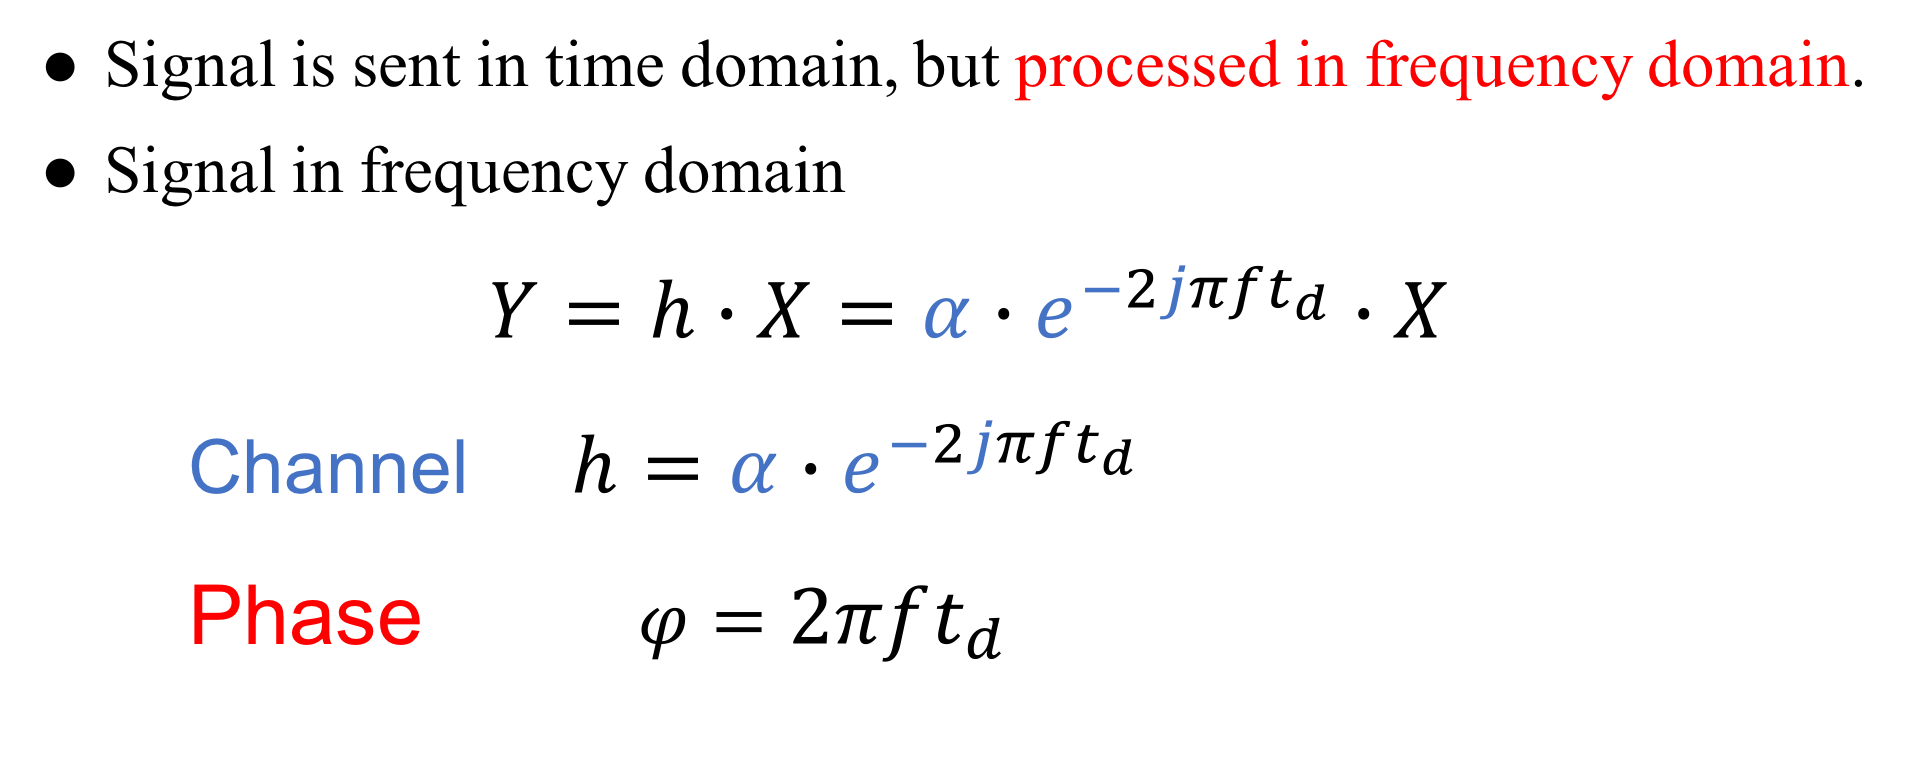 ● Signal is sent in time domain, but processed in frequency domain.
● Signal in frequency domain
Y = h · X = α · e^{−2jπft_d} · X
Channel h = α · e^{−2jπft_d}
Phase φ = 2πft_d